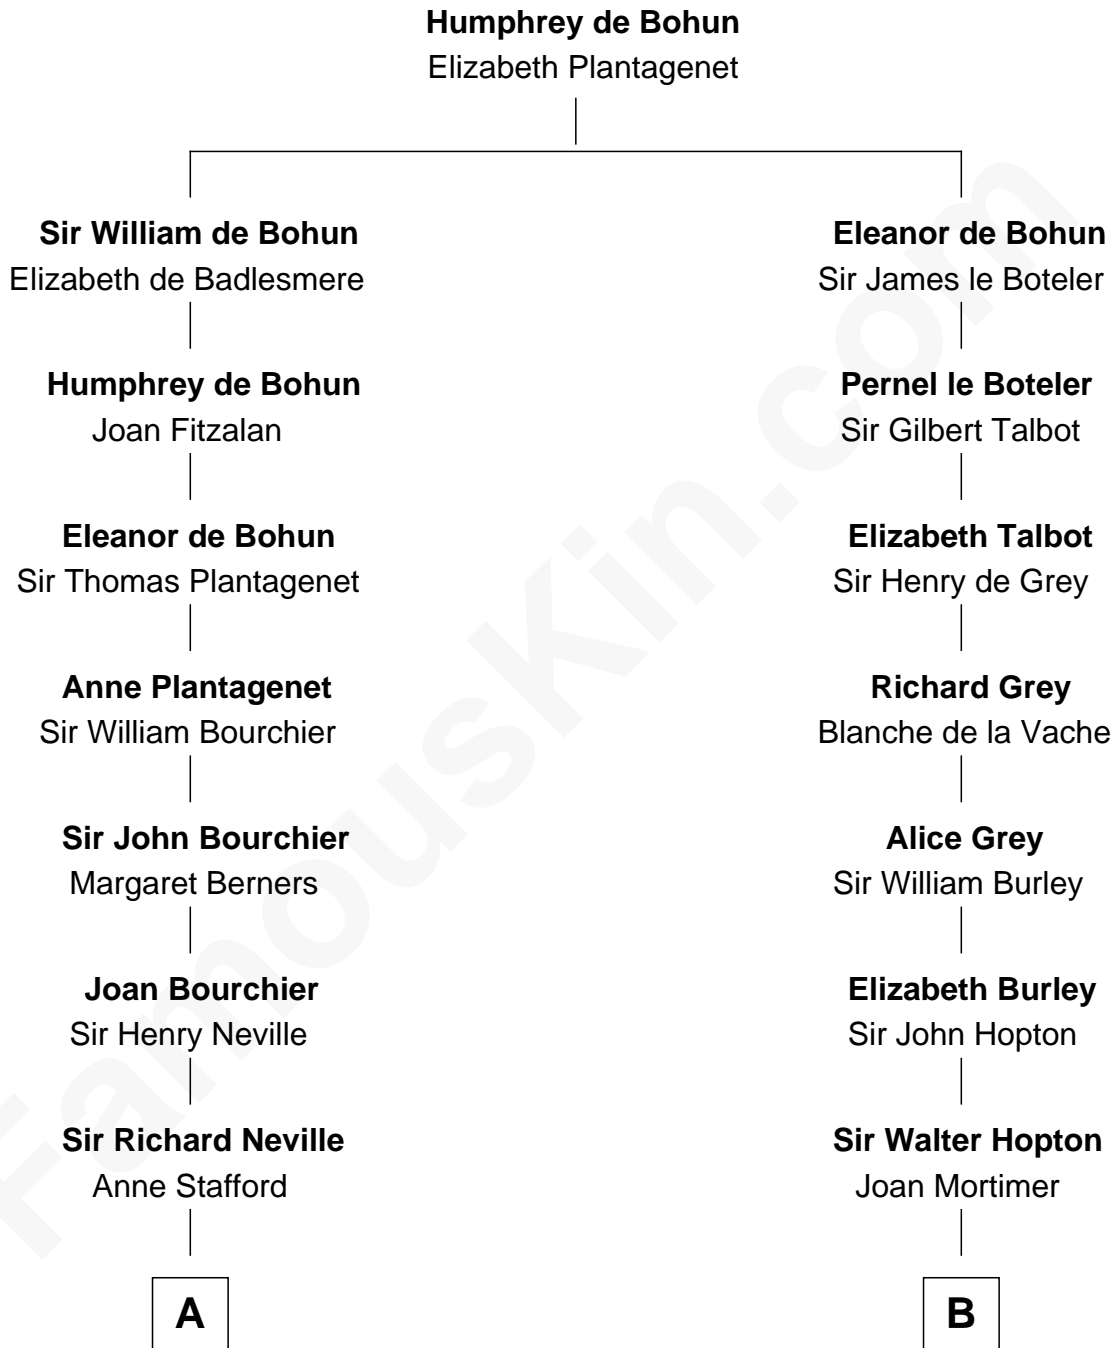 Humphrey de Bohun
Elizabeth Plantagenet
Sir William de Bohun
Elizabeth de Badlesmere
Humphrey de Bohun
Joan Fitzalan
Eleanor de Bohun
Sir Thomas Plantagenet
Anne Plantagenet
Sir William Bourchier
Sir John Bourchier
Margaret Berners
Joan Bourchier
Sir Henry Neville
Sir Richard Neville
Anne Stafford
A
Eleanor de Bohun
Sir James le Boteler
Pernel le Boteler
Sir Gilbert Talbot
Elizabeth Talbot
Sir Henry de Grey
Richard Grey
Blanche de la Vache
Alice Grey
Sir William Burley
Elizabeth Burley
Sir John Hopton
Sir Walter Hopton
Joan Mortimer
B
FamousKin.com